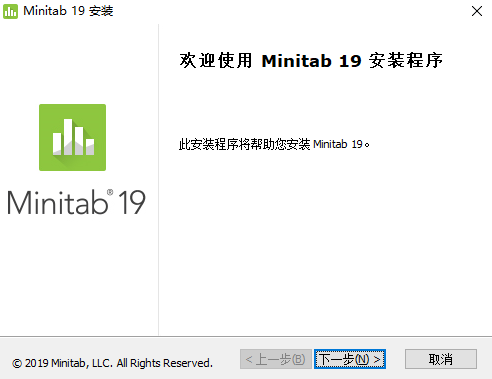 Minitab 19 安装
欢迎使用 Minitab 19 安装程序
此安装程序将帮助您安装 Minitab 19。
Minitab® 19
© 2019 Minitab, LLC. All Rights Reserved.
< 上一步(B)
下一步(N) >
取消